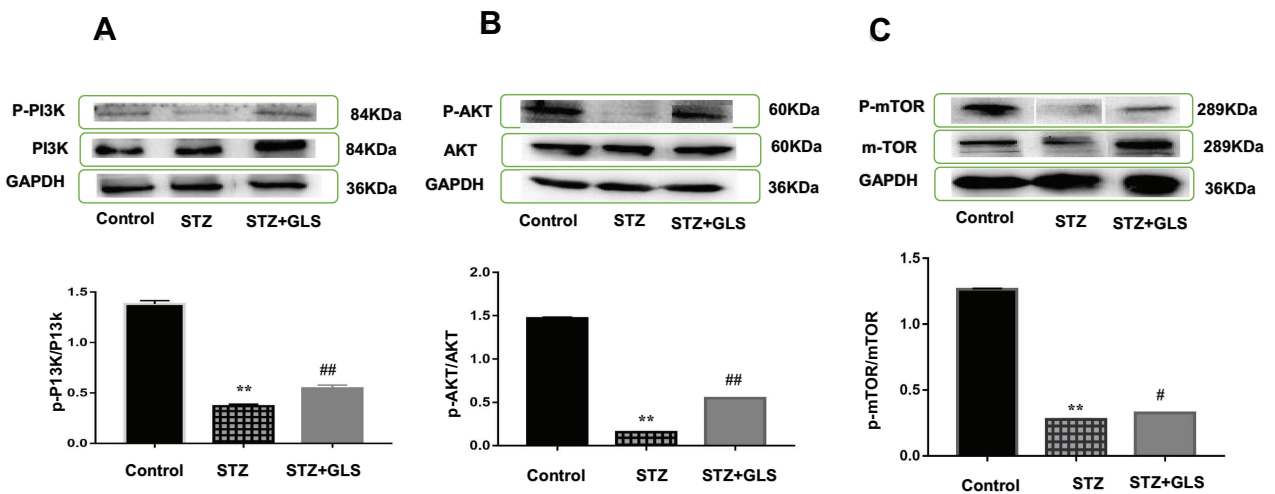 A
P-PI3K
84KDa
PI3K
84KDa
GAPDH
36KDa
Control STZ STZ+GLS
p-P13K/P13k
1.5
1.0
0.5
0.0
**
##
Control STZ STZ+GLS
B
P-AKT
60KDa
AKT
60KDa
GAPDH
36KDa
Control STZ STZ+GLS
p-AKT/AKT
2.0
1.5
1.0
0.5
0.0
**
##
Control STZ STZ+GLS
C
P-mTOR
289KDa
m-TOR
289KDa
GAPDH
36KDa
Control STZ STZ+GLS
p-mTOR/mTOR
1.5
1.0
0.5
0.0
**
#
Control STZ STZ+GLS